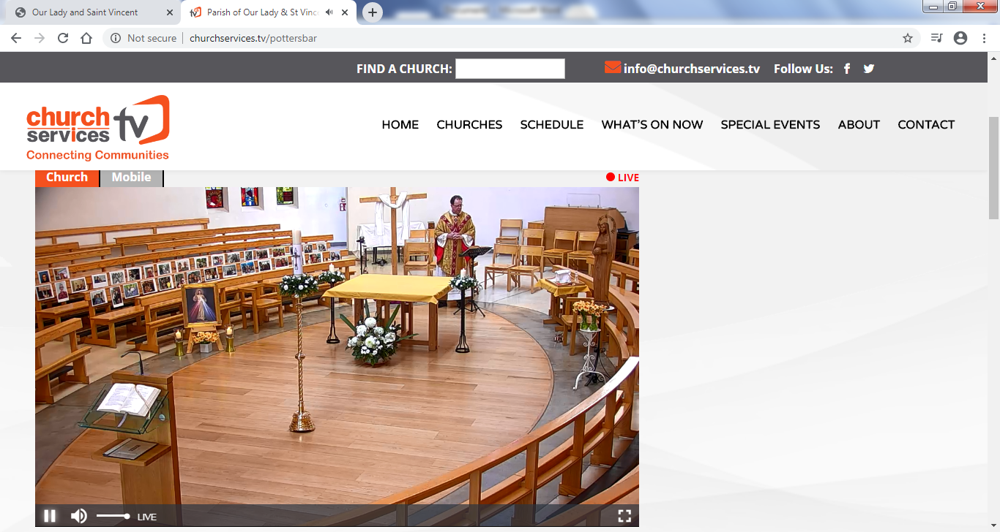 Our Lady and Saint Vincent
Parish of Our Lady & St Vince
Not secure churchservices.tv/pottersbar
FIND A CHURCH: info@churchservices.tv Follow Us:
church services tv
Connecting Communities
HOME CHURCHES SCHEDULE WHAT'S ON NOW SPECIAL EVENTS ABOUT CONTACT
Church Mobile
LIVE
LIVE